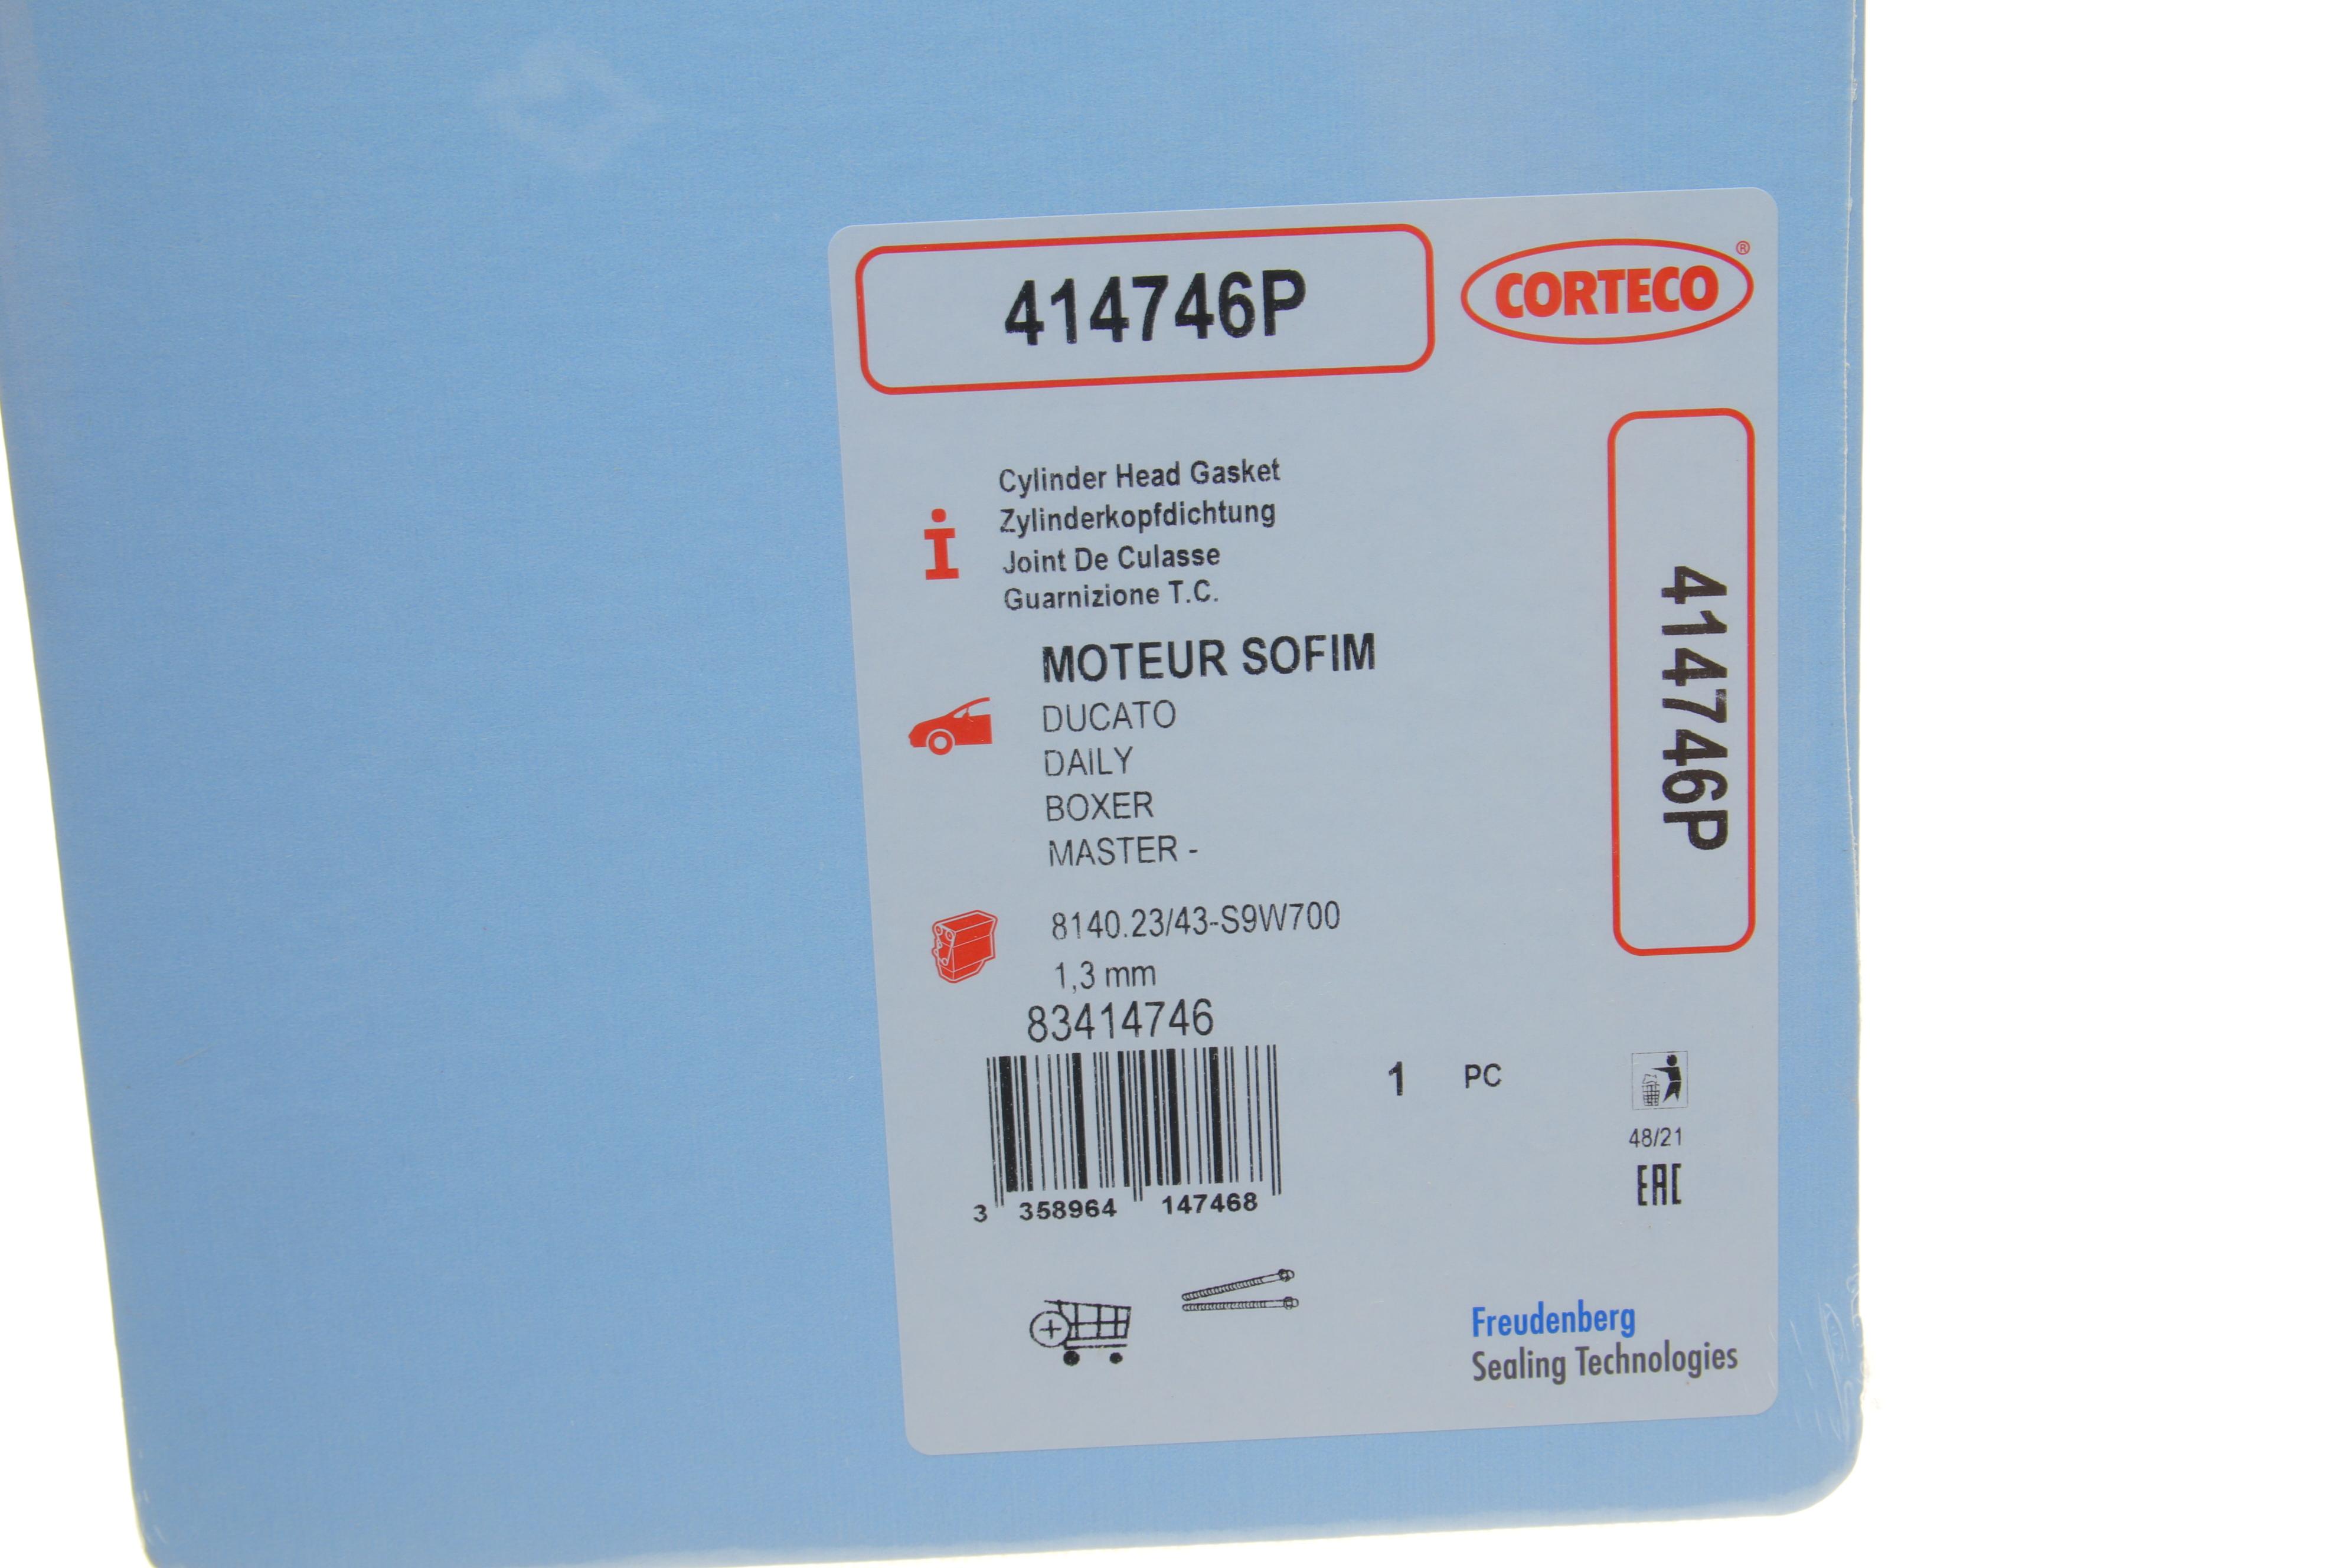 414746P
CORTECO®
Cylinder Head Gasket
Zylinderkopfdichtung
Joint De Culasse
Guarnizione T.C.
414746P
MOTEUR SOFIM
DUCATO
DAILY
BOXER
MASTER -
8140.23/43-S9W700
1,3 mm
83414746
1 PC
48/21
EAC
3 358964 147468
Freudenberg
Sealing Technologies